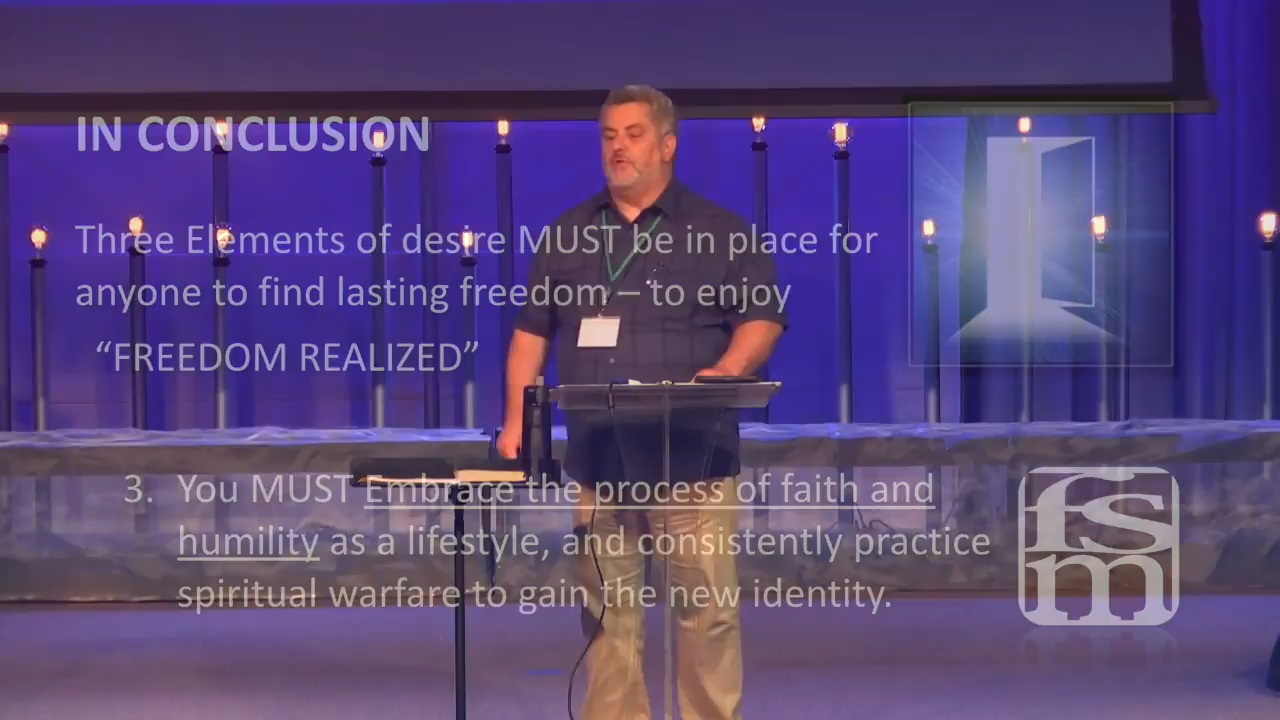 IN CONCLUSION
Three Elements of desire MUST be in place for
anyone to find lasting freedom – to enjoy
“FREEDOM REALIZED”
3. You MUST Embrace the process of faith and
humility as a lifestyle, and consistently practice
spiritual warfare to gain the new identity.
fsm